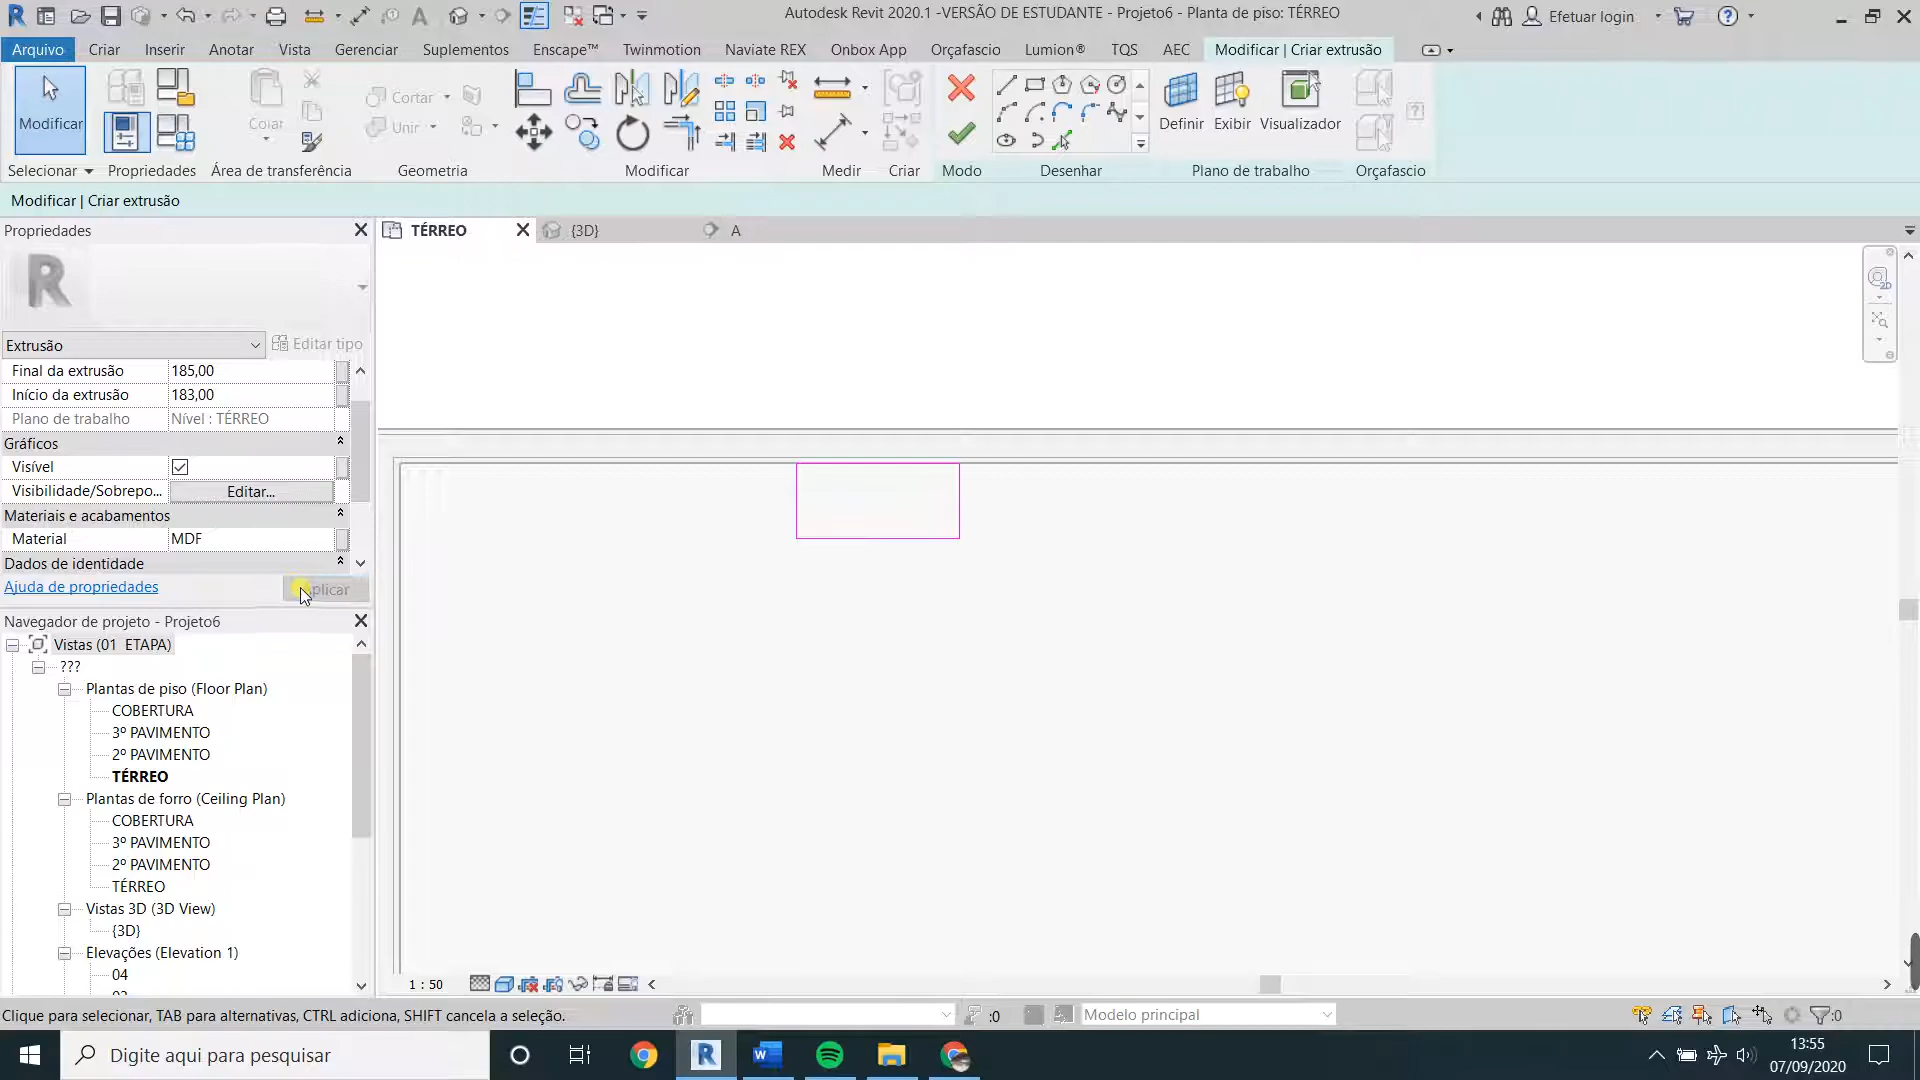 Autodesk Revit 2020.1 -VERSÃO DE ESTUDANTE - Projeto6 - Planta de piso: TÉRREO
Efetuar login
Arquivo Criar Inserir Anotar Vista Gerenciar Suplementos Enscape™ Twinmotion Naviate REX Onbox App Orçafascio Lumion® TQS AEC Modificar | Criar extrusão
Modificar
Cortar
Unir
Definir Exibir Visualizador
Selecionar Propriedades Área de transferência Geometria Modificar Medir Criar Modo Desenhar Plano de trabalho Orçafascio
Modificar | Criar extrusão
Propriedades
TÉRREO {3D} A
Extrusão Editar tipo
Final da extrusão 185,00
Início da extrusão 183,00
Plano de trabalho Nível : TÉRREO
Gráficos
Visível
Visibilidade/Sobrepo... Editar...
Materiais e acabamentos
Material MDF
Dados de identidade
Ajuda de propriedades
Navegador de projeto - Projeto6
Vistas (01 ETAPA)
???
Plantas de piso (Floor Plan)
COBERTURA
3º PAVIMENTO
2º PAVIMENTO
TÉRREO
Plantas de forro (Ceiling Plan)
COBERTURA
3º PAVIMENTO
2º PAVIMENTO
TÉRREO
Vistas 3D (3D View)
{3D}
Elevações (Elevation 1)
04
1 : 50
Clique para selecionar, TAB para alternativas, CTRL adiciona, SHIFT cancela a seleção.
:0
Modelo principal
:0
Digite aqui para pesquisar
13:55
07/09/2020